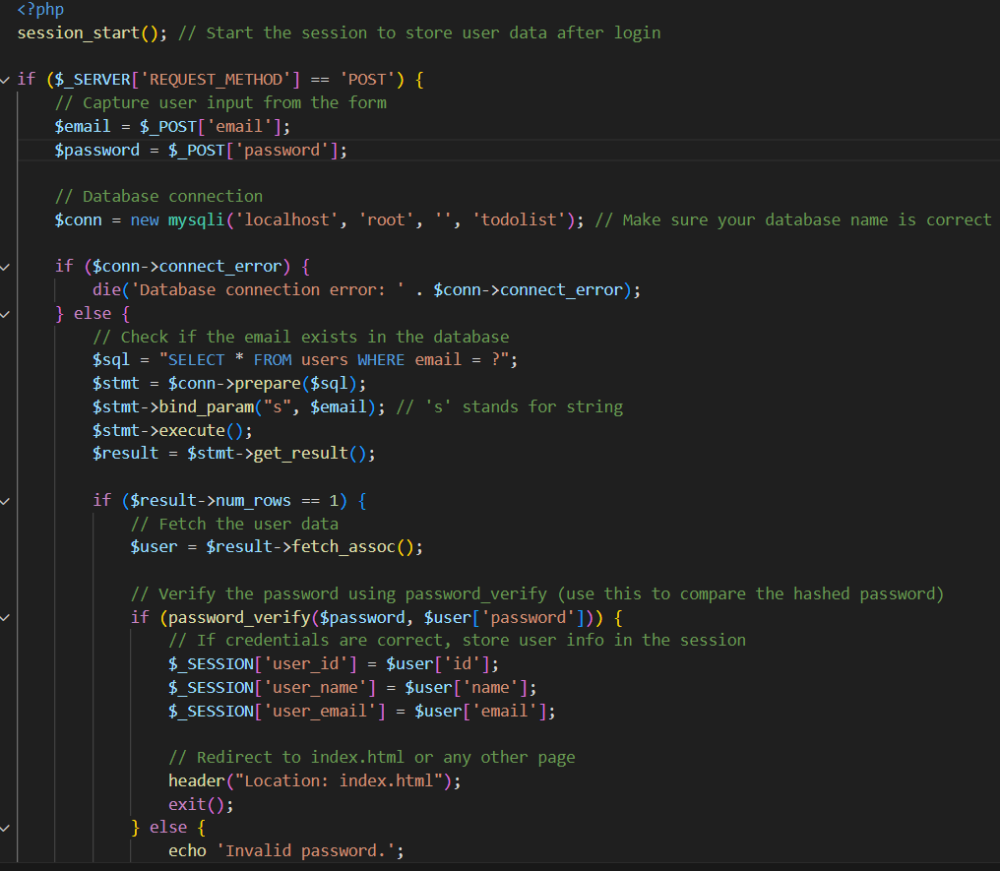 <?php
session_start(); // Start the session to store user data after login
if ($_SERVER['REQUEST_METHOD'] == 'POST') {
// Capture user input from the form
$email = $_POST['email'];
$password = $_POST['password'];
// Database connection
$conn = new mysqli('localhost', 'root', '', 'todolist'); // Make sure your database name is correct
if ($conn->connect_error) {
die('Database connection error: ' . $conn->connect_error);
} else {
// Check if the email exists in the database
$sql = "SELECT * FROM users WHERE email = ?";
$stmt = $conn->prepare($sql);
$stmt->bind_param("s", $email); // 's' stands for string
$stmt->execute();
$result = $stmt->get_result();
if ($result->num_rows == 1) {
// Fetch the user data
$user = $result->fetch_assoc();
// Verify the password using password_verify (use this to compare the hashed password)
if (password_verify($password, $user['password'])) {
// If credentials are correct, store user info in the session
$_SESSION['user_id'] = $user['id'];
$_SESSION['user_name'] = $user['name'];
$_SESSION['user_email'] = $user['email'];
// Redirect to index.html or any other page
header("Location: index.html");
exit();
} else {
echo 'Invalid password.';